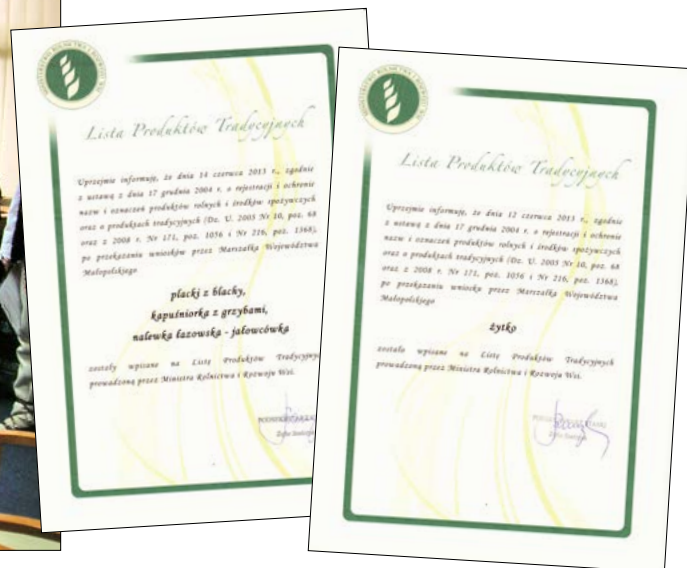 Lista Produktów Tradycyjnych
Uprzejmie informuję, że dnia 14 czerwca 2013 r., zgodnie
z ustawą z dnia 17 grudnia 2004 r. o rejestracji i ochronie
nazw i oznaczeń produktów rolnych i środków spożywczych
oraz o produktach tradycyjnych (Dz. U. 2005 Nr 10, poz. 68
oraz z 2008 r. Nr 171, poz. 1056 i Nr 216, poz. 1368),
po przekazaniu wniosków przez Marszałka Województwa
Małopolskiego
placki z blachy,
kapuśniorka z grzybami,
nalewka łazowska - jałowcówka
zostały wpisane na Listę Produktów
prowadzoną przez Ministra Rolnictwa i Rozwoju Wsi.
Lista Produktów Tradycyjnych
Uprzejmie informuję, że dnia 12 czerwca 2013 r., zgodnie
z ustawą z dnia 17 grudnia 2004 r. o rejestracji i ochronie
nazw i oznaczeń produktów rolnych i środków spożywczych
oraz o produktach tradycyjnych (Dz. U. 2005 Nr 10, poz. 68
oraz z 2008 r. Nr 171, poz. 1056 i Nr 216, poz. 1368),
po przekazaniu wniosku przez Marszałka Województwa
Małopolskiego
żytko
zostało wpisane na Listę Produktów Tradycyjnych
prowadzoną przez Ministra Rolnictwa i Rozwoju Wsi.